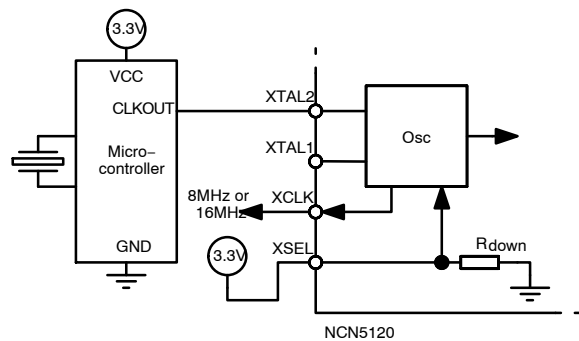 3.3V
VCC
CLKOUT
Micro−
controller
GND
XTAL2
XTAL1
8MHz or
16MHz
XCLK
XSEL
3.3V
Osc
Rdown
NCN5120